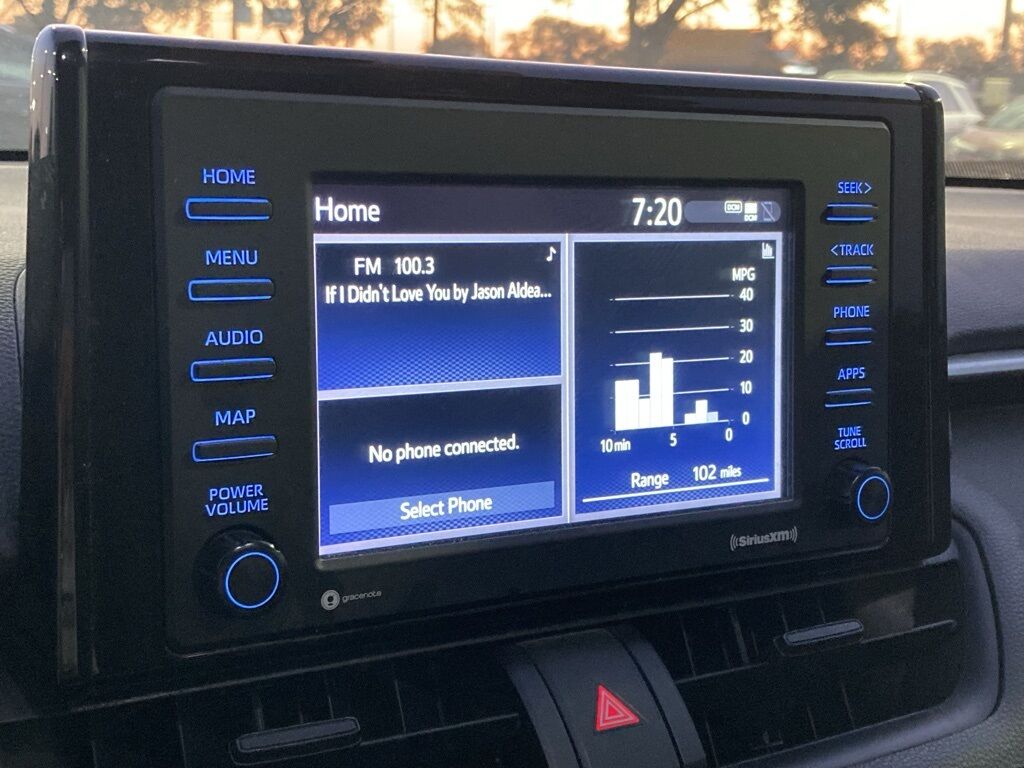 HOME
MENU
AUDIO
MAP
POWER
VOLUME
Home
7:20
DCM
DCM
FM 100.3
If I Didn't Love You by Jason Aldea...
No phone connected.
Select Phone
MPG
40
30
20
10
0
10 min 5 0
Range 102 miles
SEEK>
<TRACK
PHONE
APPS
TUNE
SCROLL
gracenote
SiriusXM